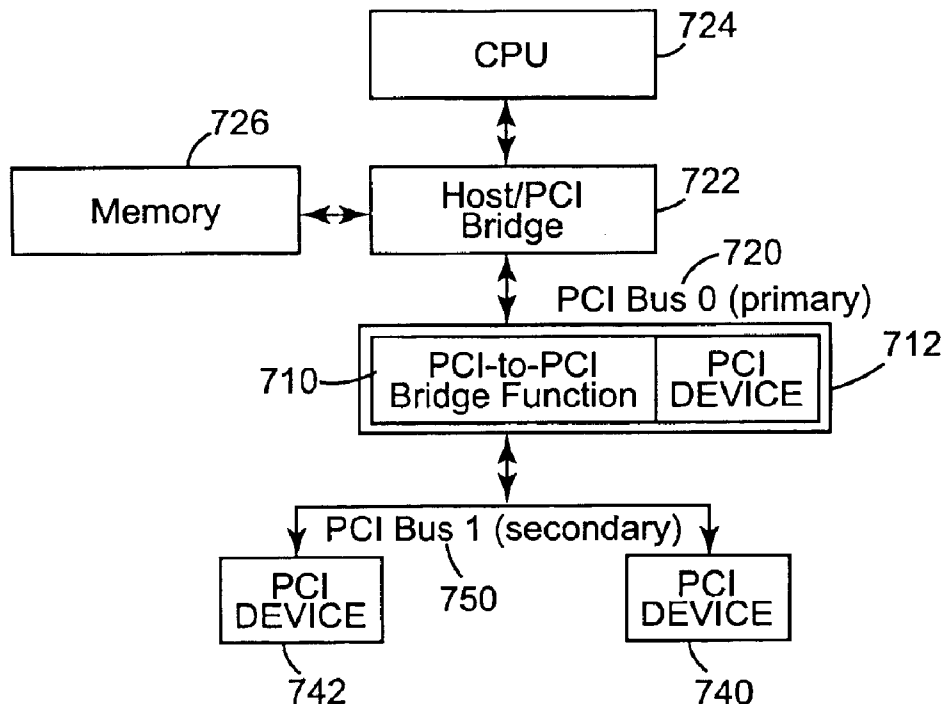 724
CPU
726
Memory
Host/PCI
Bridge
722
720
PCI Bus 0 (primary)
710
PCI-to-PCI
Bridge Function
PCI
DEVICE
712
PCI Bus 1 (secondary)
750
PCI
DEVICE
742
PCI
DEVICE
740